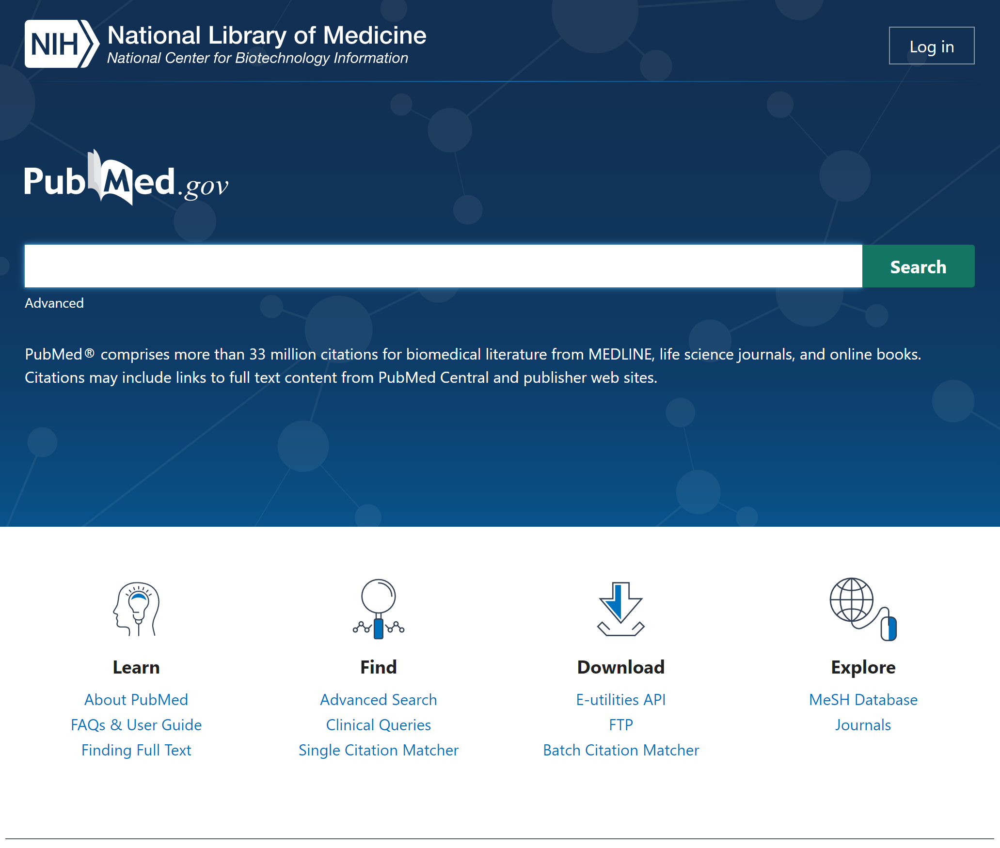 NIH National Library of Medicine
National Center for Biotechnology Information
Log in
PubMed.gov
Search
Advanced
PubMed® comprises more than 33 million citations for biomedical literature from MEDLINE, life science journals, and online books.
Citations may include links to full text content from PubMed Central and publisher web sites.
Learn
About PubMed
FAQs & User Guide
Finding Full Text
Find
Advanced Search
Clinical Queries
Single Citation Matcher
Download
E-utilities API
FTP
Batch Citation Matcher
Explore
MeSH Database
Journals